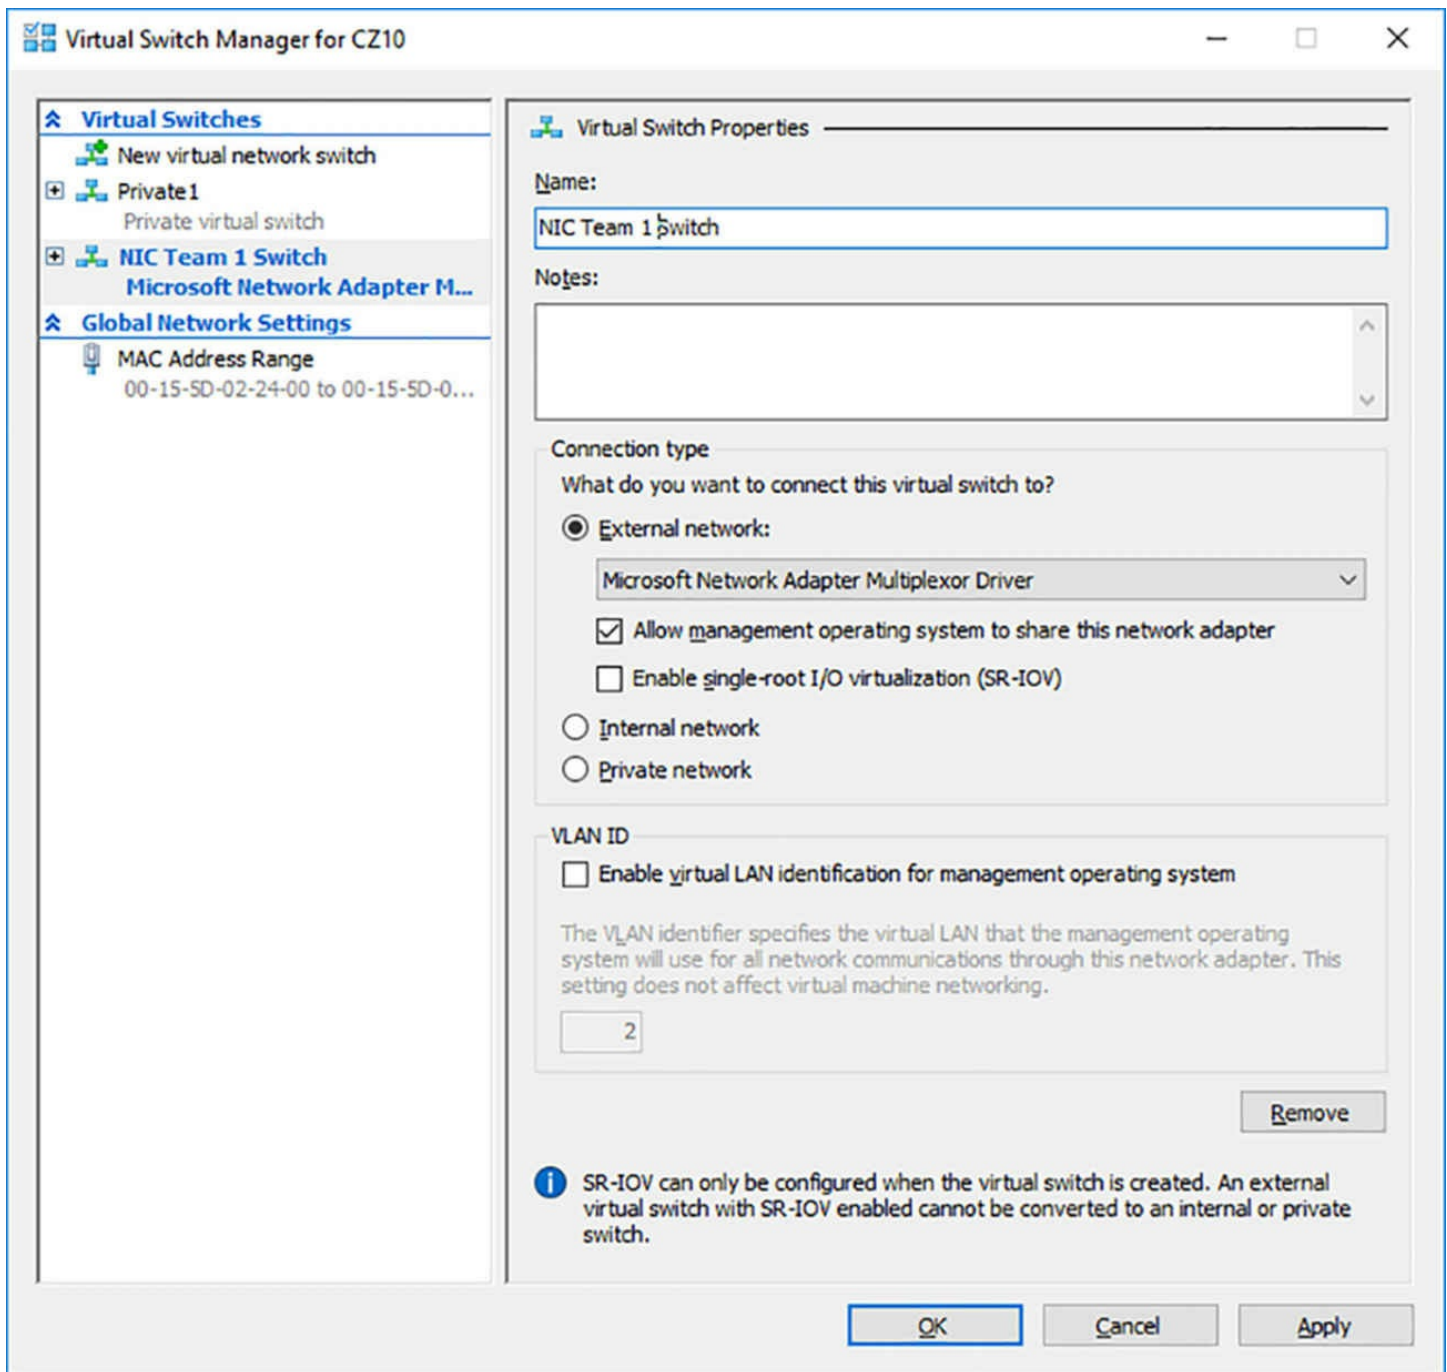 Virtual Switch Manager for CZ10
Virtual Switches
New virtual network switch
Private1
Private virtual switch
NIC Team 1 Switch
Microsoft Network Adapter M...
Global Network Settings
MAC Address Range
00-15-5D-02-24-00 to 00-15-5D-0...
Virtual Switch Properties
Name:
NIC Team 1 Switch
Notes:
Connection type
What do you want to connect this virtual switch to?
External network:
Microsoft Network Adapter Multiplexor Driver
Allow management operating system to share this network adapter
Enable single-root I/O virtualization (SR-IOV)
Internal network
Private network
VLAN ID
Enable virtual LAN identification for management operating system
The VLAN identifier specifies the virtual LAN that the management operating
system will use for all network communications through this network adapter. This
setting does not affect virtual machine networking.
2
Remove
SR-IOV can only be configured when the virtual switch is created. An external
virtual switch with SR-IOV enabled cannot be converted to an internal or private
switch.
OK
Cancel
Apply